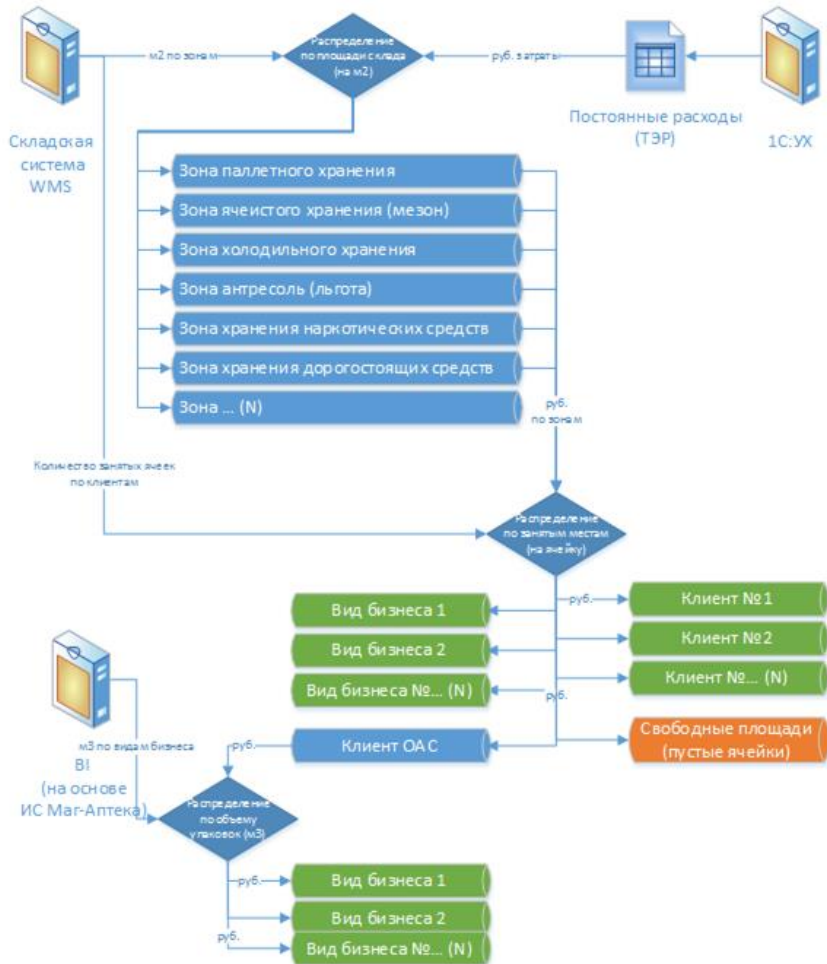 Распределение
по площади склада
(на м2)
м2 по зонам
руб. затраты
Складская
система
WMS
Постоянные расходы
(ТЭР)
1С:УХ
Зона паллетного хранения
Зона ячеистого хранения (мезон)
Зона холодильного хранения
Зона антресоль (льгота)
Зона хранения наркотических средств
Зона хранения дорогостоящих средств
Зона ... (N)
руб.
по зонам
Количество занятых ячеек
по клиентам
Распределение
по занятым местам
(на ячейку)
Вид бизнеса 1
Вид бизнеса 2
Вид бизнеса №... (N)
Клиент ОАС
руб.
Клиент №1
Клиент №2
Клиент №... (N)
руб.
Свободные площади
(пустые ячейки)
м3 по видам бизнеса
BI
(на основе
ИС Маг-Аптека)
руб.
Распределение
по объему
упаковок (м3)
руб.
Вид бизнеса 1
Вид бизнеса 2
руб.
Вид бизнеса №... (N)